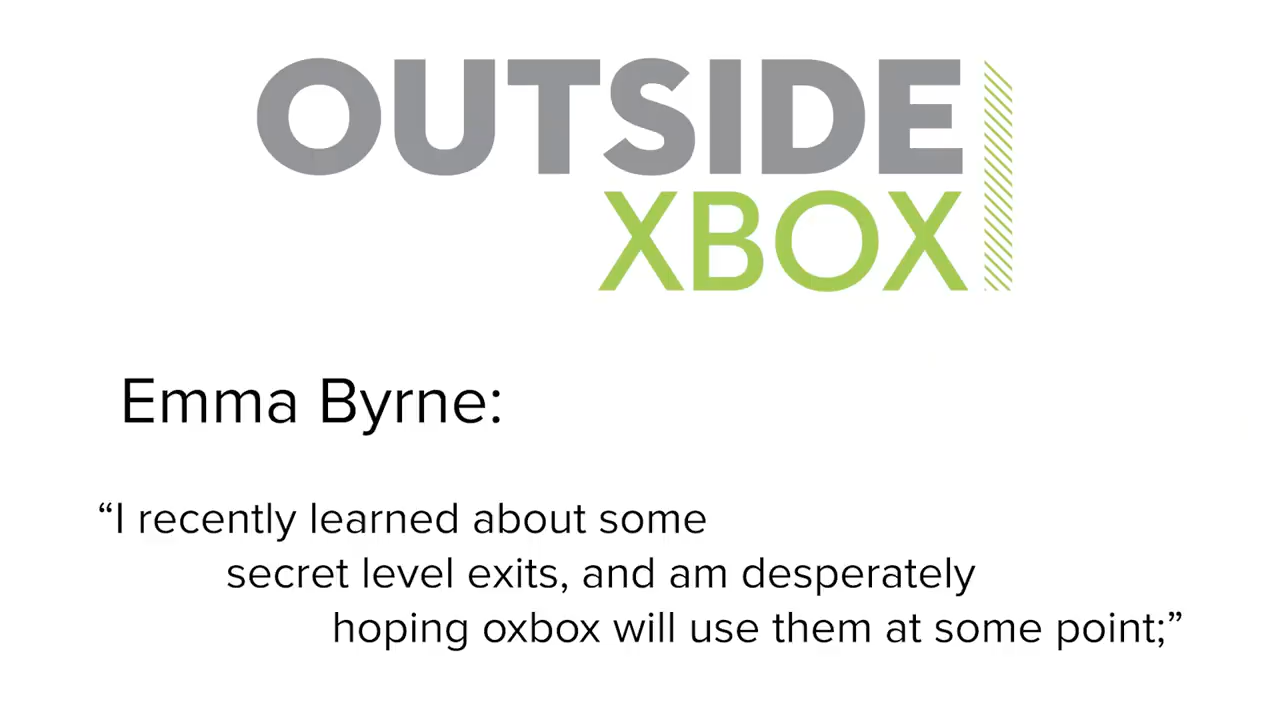 OUTSIDE
XBOX
Emma Byrne:
“I recently learned about some
secret level exits, and am desperately
hoping oxbox will use them at some point;”